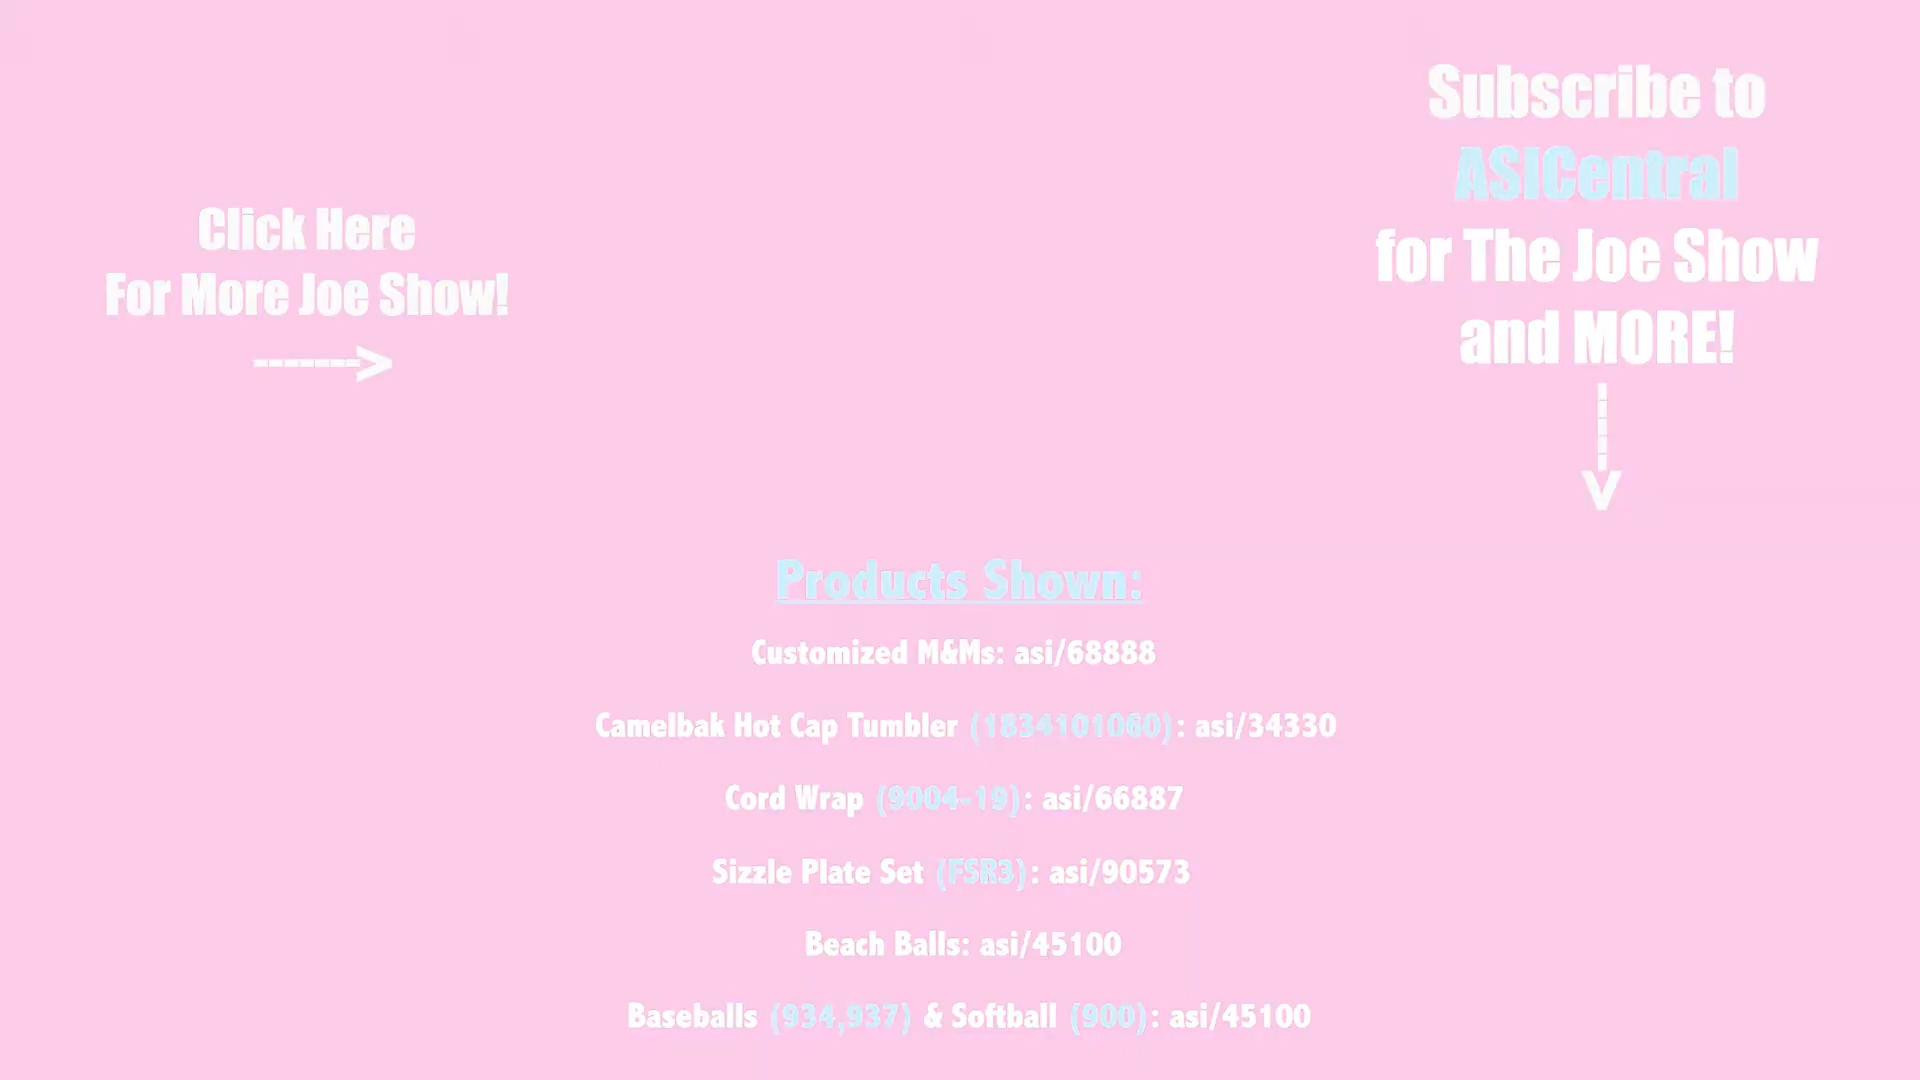 Click Here
For More Joe Show!
------->
Subscribe to
ASICentral
for The Joe Show
and MORE!
----->
Products Shown:
Customized M&Ms: asi/68888
Camelbak Hot Cap Tumbler (1834101060): asi/34330
Cord Wrap (9004-19): asi/66887
Sizzle Plate Set (FSR3): asi/90573
Beach Balls: asi/45100
Baseballs (934,937) & Softball (900): asi/45100